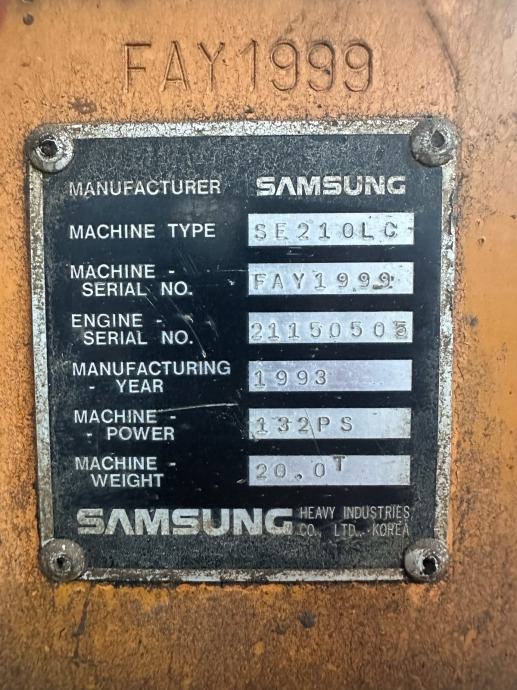 FAY1999
MANUFACTURER SAMSUNG
MACHINE TYPE SE210LC
MACHINE -
SERIAL NO. FAY1999
ENGINE -
SERIAL NO. 21150505
MANUFACTURING
- YEAR 1993
MACHINE -
- POWER 132PS
MACHINE -
WEIGHT 20.0T
SAMSUNG HEAVY INDUSTRIES
CO., LTD., KOREA